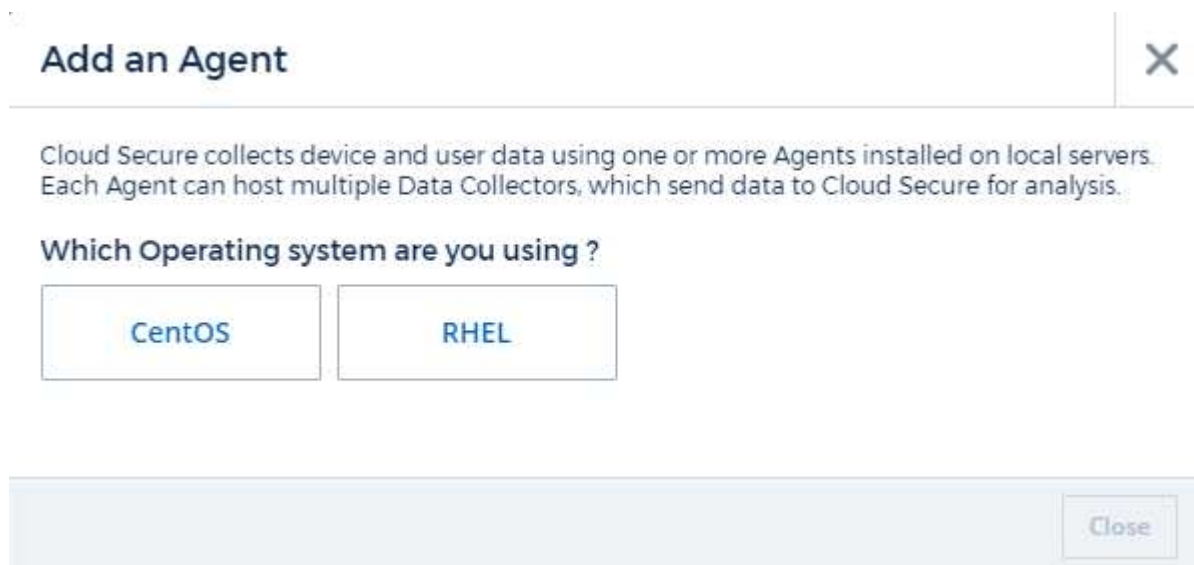 Add an Agent
Cloud Secure collects device and user data using one or more Agents installed on local servers.
Each Agent can host multiple Data Collectors, which send data to Cloud Secure for analysis.
Which Operating system are you using ?
CentOS
RHEL
Close